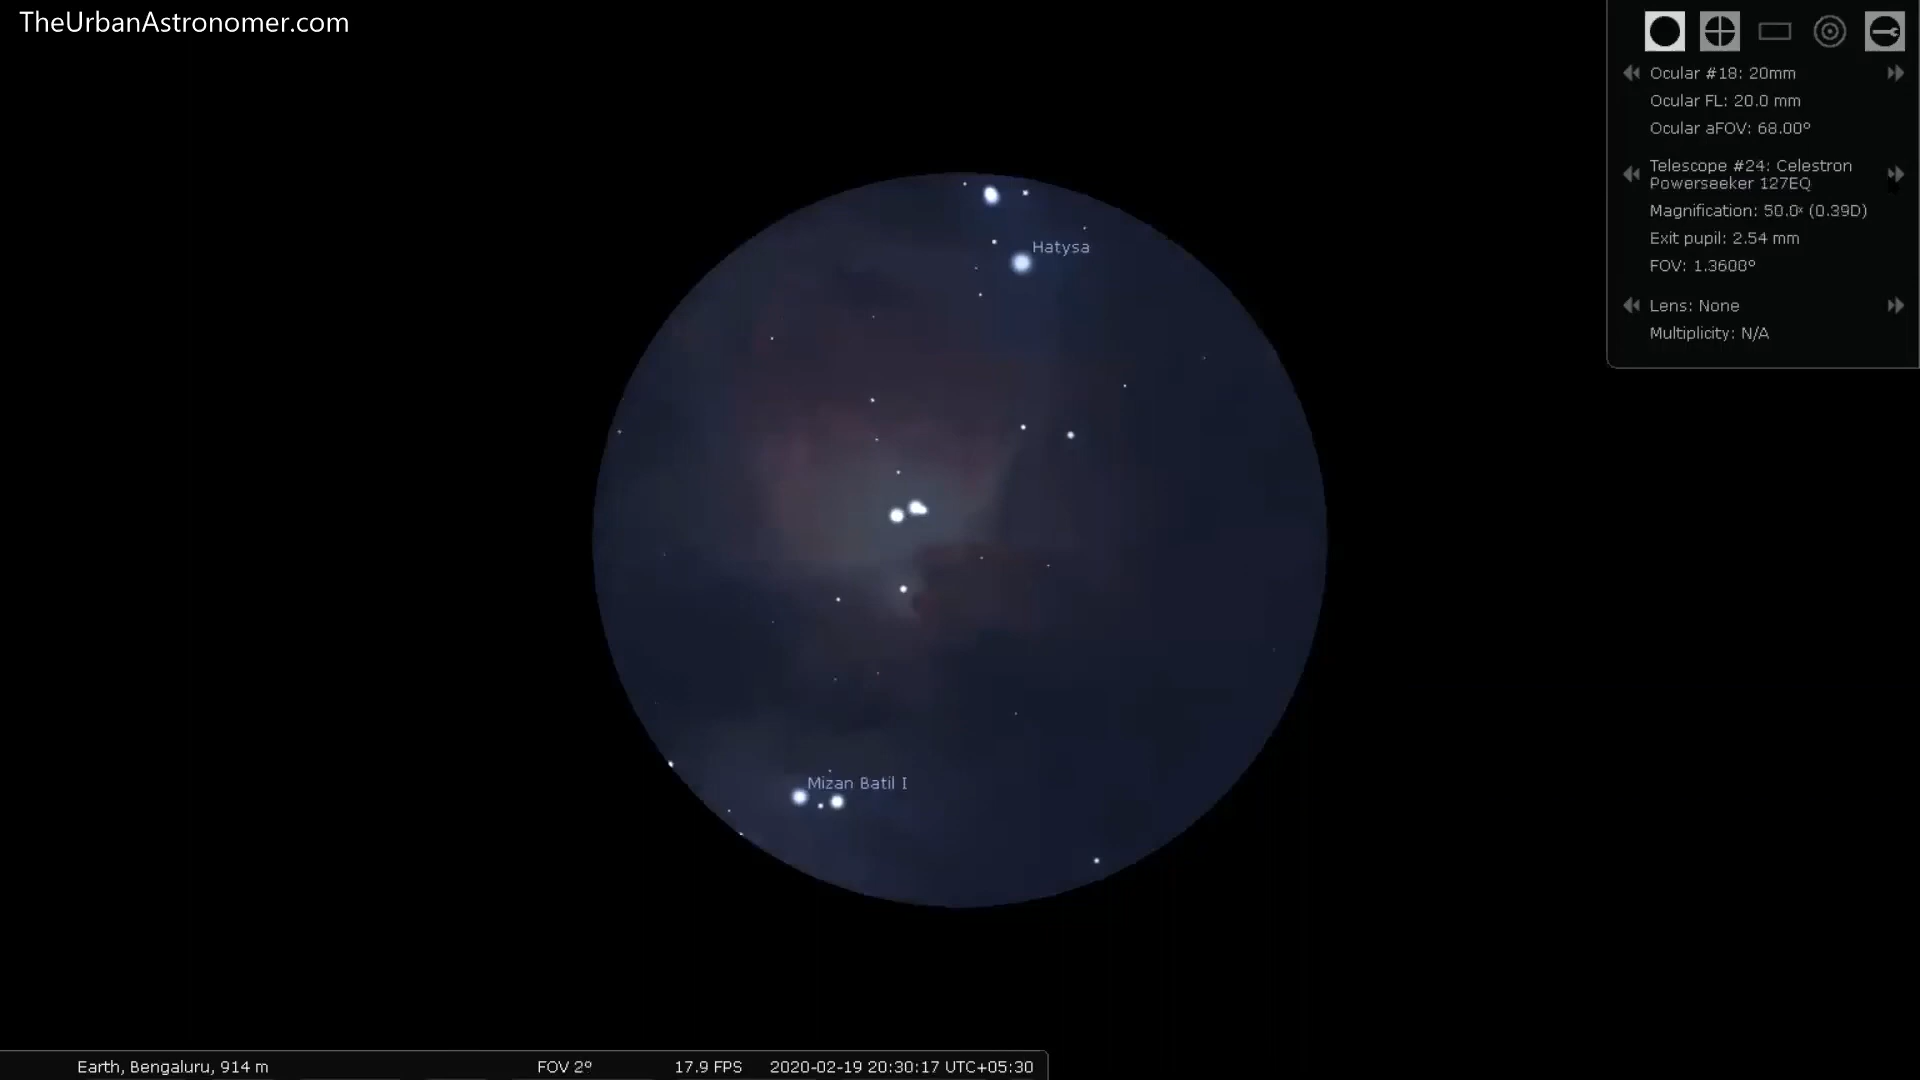 TheUrbanAstronomer.com
Ocular #18: 20mm
Ocular FL: 20.0 mm
Ocular aFOV: 68.00°
Telescope #24: Celestron
Powerseeker 127EQ
Magnification: 50.0× (0.39D)
Exit pupil: 2.54 mm
FOV: 1.3600°
Lens: None
Multiplicity: N/A
Hatysa
Mizan Batil I
Earth, Bengaluru, 914 m FOV 2° 17.9 FPS 2020-02-19 20:30:17 UTC+05:30